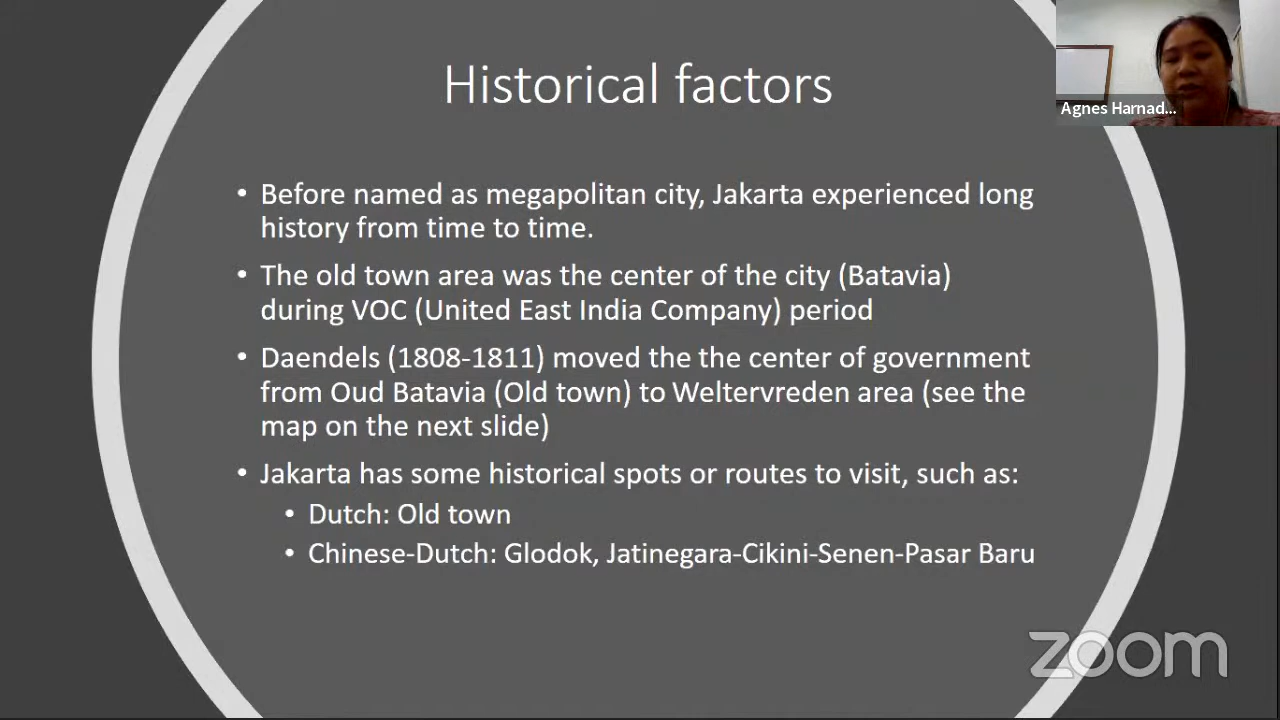 Historical factors
Agnes Harnad...
• Before named as megapolitan city, Jakarta experienced long
history from time to time.
• The old town area was the center of the city (Batavia)
during VOC (United East India Company) period
• Daendels (1808-1811) moved the the center of government
from Oud Batavia (Old town) to Weltervreden area (see the
map on the next slide)
• Jakarta has some historical spots or routes to visit, such as:
• Dutch: Old town
• Chinese-Dutch: Glodok, Jatinegara-Cikini-Senen-Pasar Baru
zoom